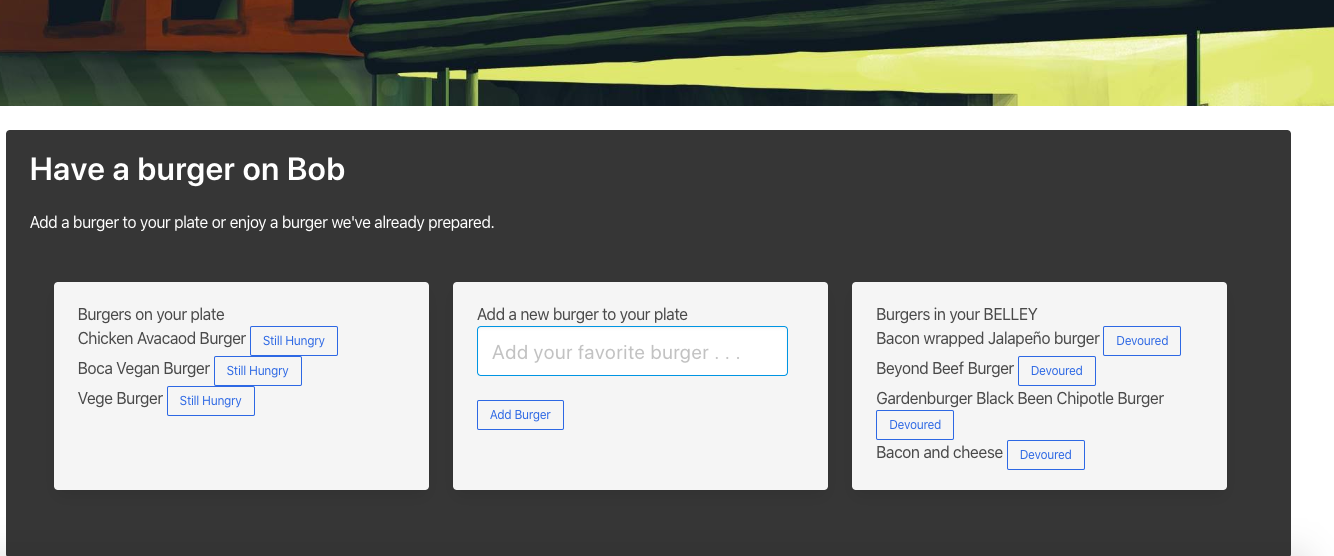 Have a burger on Bob
Add a burger to your plate or enjoy a burger we've already prepared.
Burgers on your plate
Chicken Avacaod Burger Still Hungry
Boca Vegan Burger Still Hungry
Vege Burger Still Hungry
Add a new burger to your plate
Add your favorite burger . . .
Add Burger
Burgers in your BELLEY
Bacon wrapped Jalapeño burger Devoured
Beyond Beef Burger Devoured
Gardenburger Black Been Chipotle Burger
Devoured
Bacon and cheese Devoured